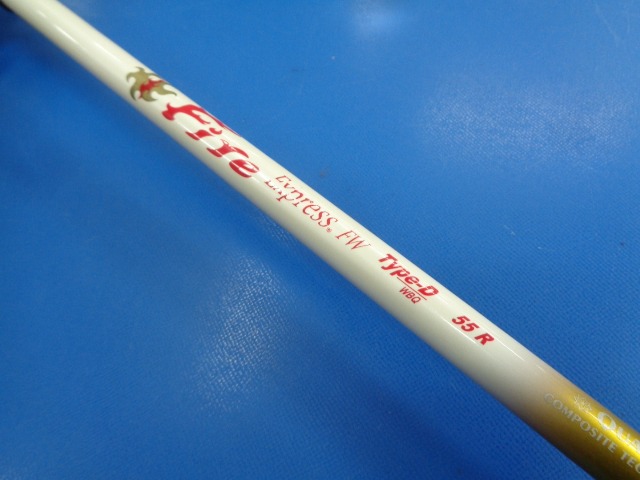 Fire Express® FW Type-D 55 R
WBQ
COMPOSITE